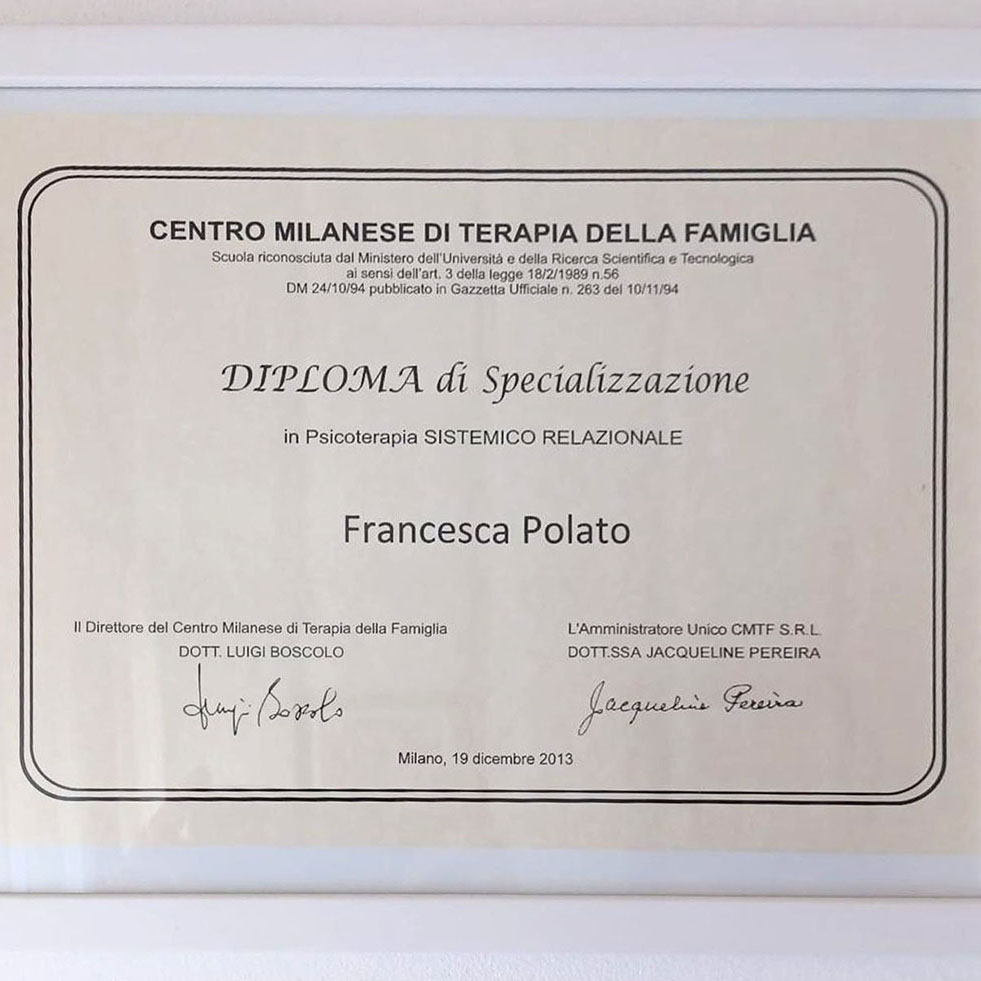 CENTRO MILANESE DI TERAPIA DELLA FAMIGLIA
Scuola riconosciuta dal Ministero dell'Università e della Ricerca Scientifica e Tecnologica
ai sensi dell'art. 3 della legge 18/2/1989 n.56
DM 24/10/94 pubblicato in Gazzetta Ufficiale n. 263 del 10/11/94
DIPLOMA di Specializzazione
in Psicoterapia SISTEMICO RELAZIONALE
Francesca Polato
Il Direttore del Centro Milanese di Terapia della Famiglia
DOTT. LUIGI BOSCOLO
Luigi Boscolo
L'Amministratore Unico CMTF S.R.L.
DOTT.SSA JACQUELINE PEREIRA
Jacqueline Pereira
Milano, 19 dicembre 2013